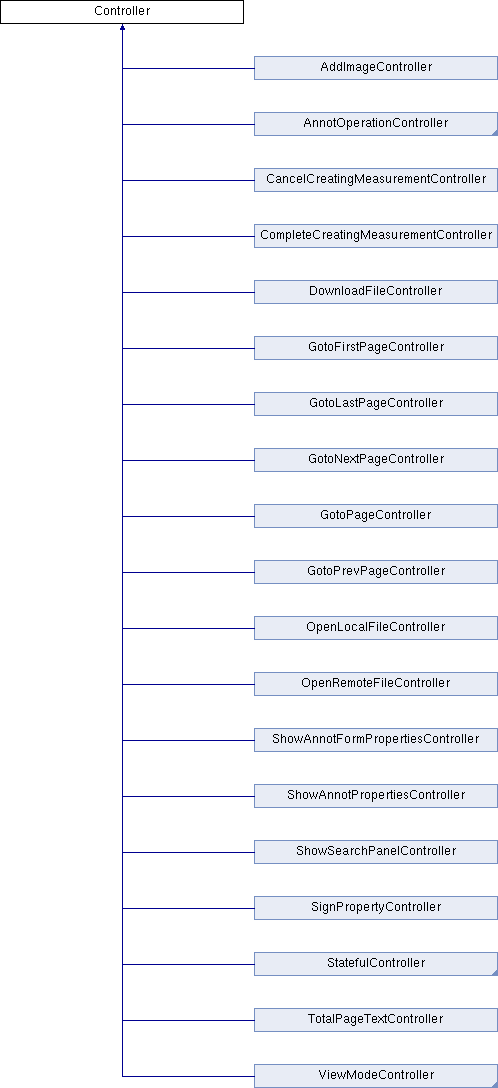 Controller
AddImageController
AnnotOperationController
CancelCreatingMeasurementController
CompleteCreatingMeasurementController
DownloadFileController
GotoFirstPageController
GotoLastPageController
GotoNextPageController
GotoPageController
GotoPrevPageController
OpenLocalFileController
OpenRemoteFileController
ShowAnnotFormPropertiesController
ShowAnnotPropertiesController
ShowSearchPanelController
SignPropertyController
StatefulController
TotalPageTextController
ViewModeController